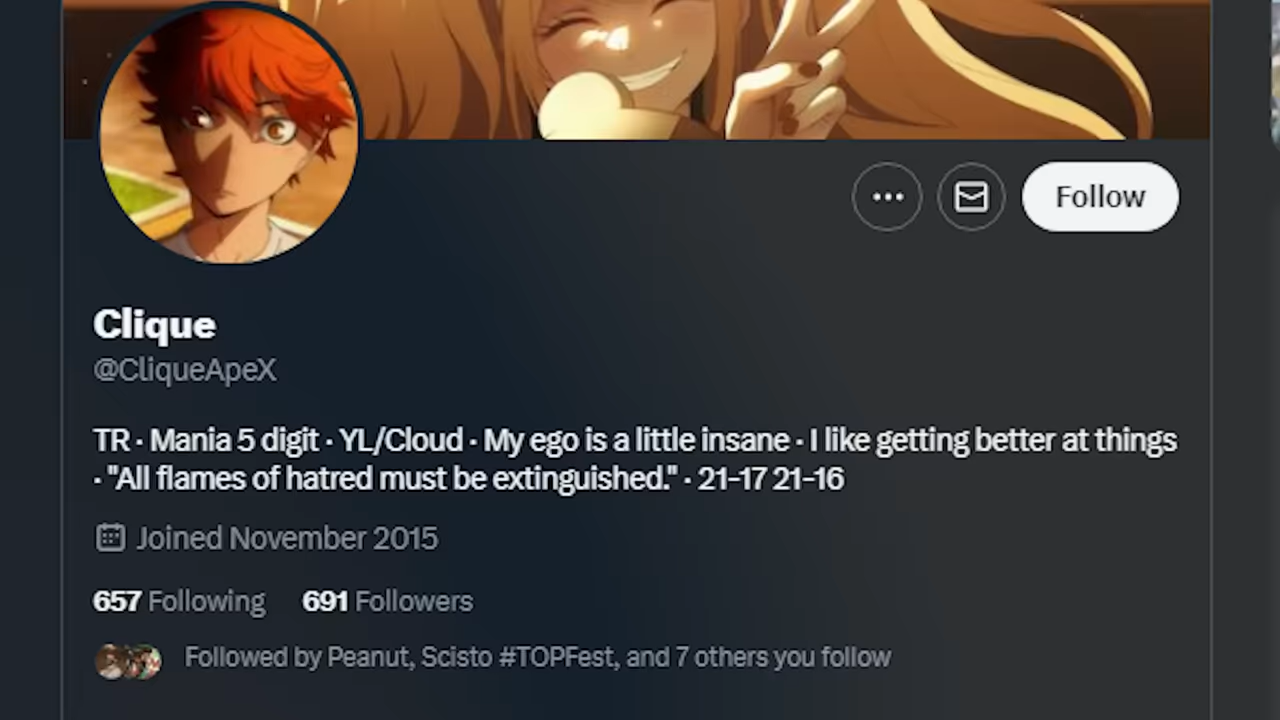 Follow
Clique
@CliqueApeX
TR · Mania 5 digit · YL/Cloud · My ego is a little insane · I like getting better at things
· "All flames of hatred must be extinguished." · 21-17 21-16
Joined November 2015
657 Following 691 Followers
Followed by Peanut, Scisto #TOPFest, and 7 others you follow